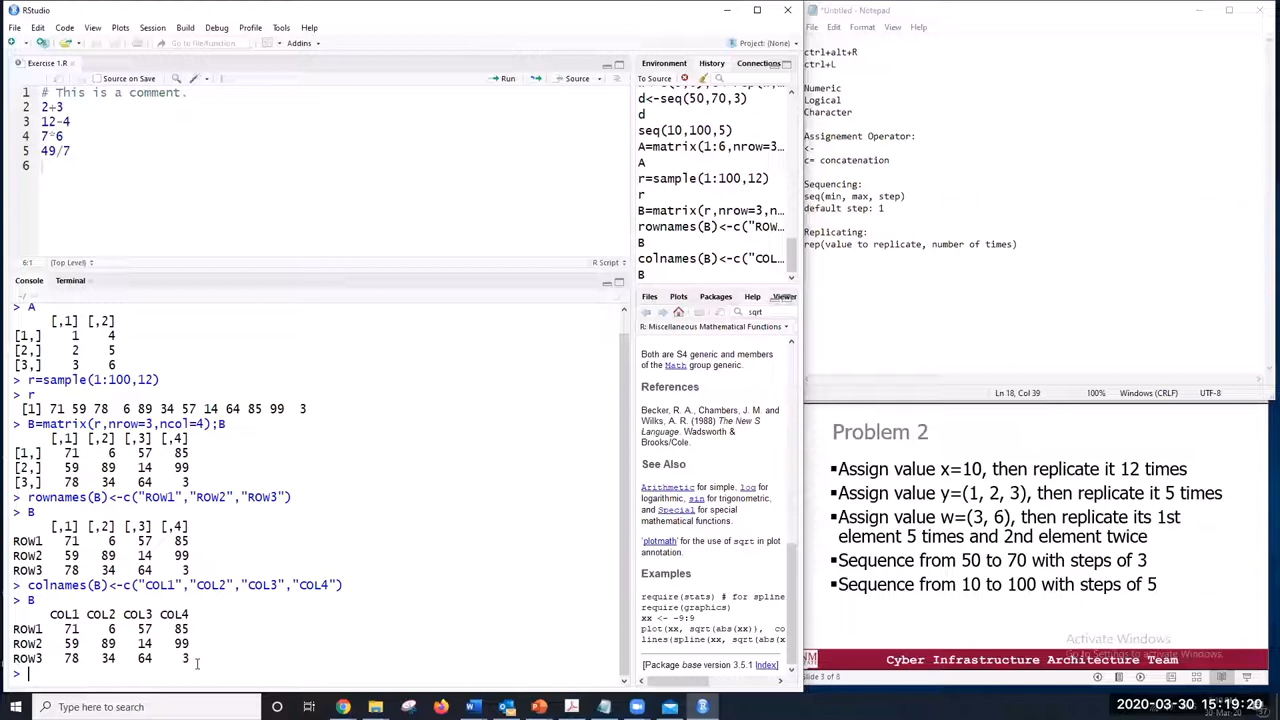 RStudio
File Edit Code View Plots Session Build Debug Profile Tools Help
Go to file/function Addins Project: (None)
Exercise 1.R
Source on Save Run Source
1 # This is a comment.
2 2+3
3 12-4
4 7*6
5 49/7
6
6:1 (Top Level) R Script
Console Terminal
~/
> A
[,1] [,2]
[1,] 1 4
[2,] 2 5
[3,] 3 6
> r=sample(1:100,12)
> r
[1] 71 59 78 6 89 34 57 14 64 85 99 3
B=matrix(r,nrow=3,ncol=4);B
[,1] [,2] [,3] [,4]
[1,] 71 6 57 85
[2,] 59 89 14 99
[3,] 78 34 64 3
> rownames(B)<-c("ROW1","ROW2","ROW3")
> B
[,1] [,2] [,3] [,4]
ROW1 71 6 57 85
ROW2 59 89 14 99
ROW3 78 34 64 3
> colnames(B)<-c("COL1","COL2","COL3","COL4")
> B
COL1 COL2 COL3 COL4
ROW1 71 6 57 85
ROW2 59 89 14 99
ROW3 78 34 64 3
>
Environment History Connections
To Source
d<-seq(50,70,3)
d
seq(10,100,5)
A=matrix(1:6,nrow=3…
A
r=sample(1:100,12)
r
B=matrix(r,nrow=3,n…
rownames(B)<-c("ROW…
B
colnames(B)<-c("COL…
B
Files Plots Packages Help Viewer
sqrt
R: Miscellaneous Mathematical Functions
Both are S4 generic and members
of the Math group generic.
References
Becker, R. A., Chambers, J. M. and
Wilks, A. R. (1988) The New S
Language. Wadsworth &
Brooks/Cole.
See Also
Arithmetic for simple, log for
logarithmic, sin for trigonometric,
and Special for special
mathematical functions.
'plotmath' for the use of sqrt in plot
annotation.
Examples
require(stats) # for spline
require(graphics)
xx <- -9:9
plot(xx, sqrt(abs(xx)), co
lines(spline(xx, sqrt(abs(x
[Package base version 3.5.1 Index]
*Untitled - Notepad
File Edit Format View Help
ctrl+alt+R
ctrl+L
Numeric
Logical
Character
Assignement Operator:
<-
c= concatenation
Sequencing:
seq(min, max, step)
default step: 1
Replicating:
rep(value to replicate, number of times)
Ln 18, Col 39 100% Windows (CRLF) UTF-8
Problem 2
▪Assign value x=10, then replicate it 12 times
▪Assign value y=(1, 2, 3), then replicate it 5 times
▪Assign value w=(3, 6), then replicate its 1st
element 5 times and 2nd element twice
▪Sequence from 50 to 70 with steps of 3
▪Sequence from 10 to 100 with steps of 5
Activate Windows
Go to Settings to activate Windows.
Cyber Infrastructure Architecture Team
Slide 3 of 8
Type here to search
2020-03-30 15:19:20